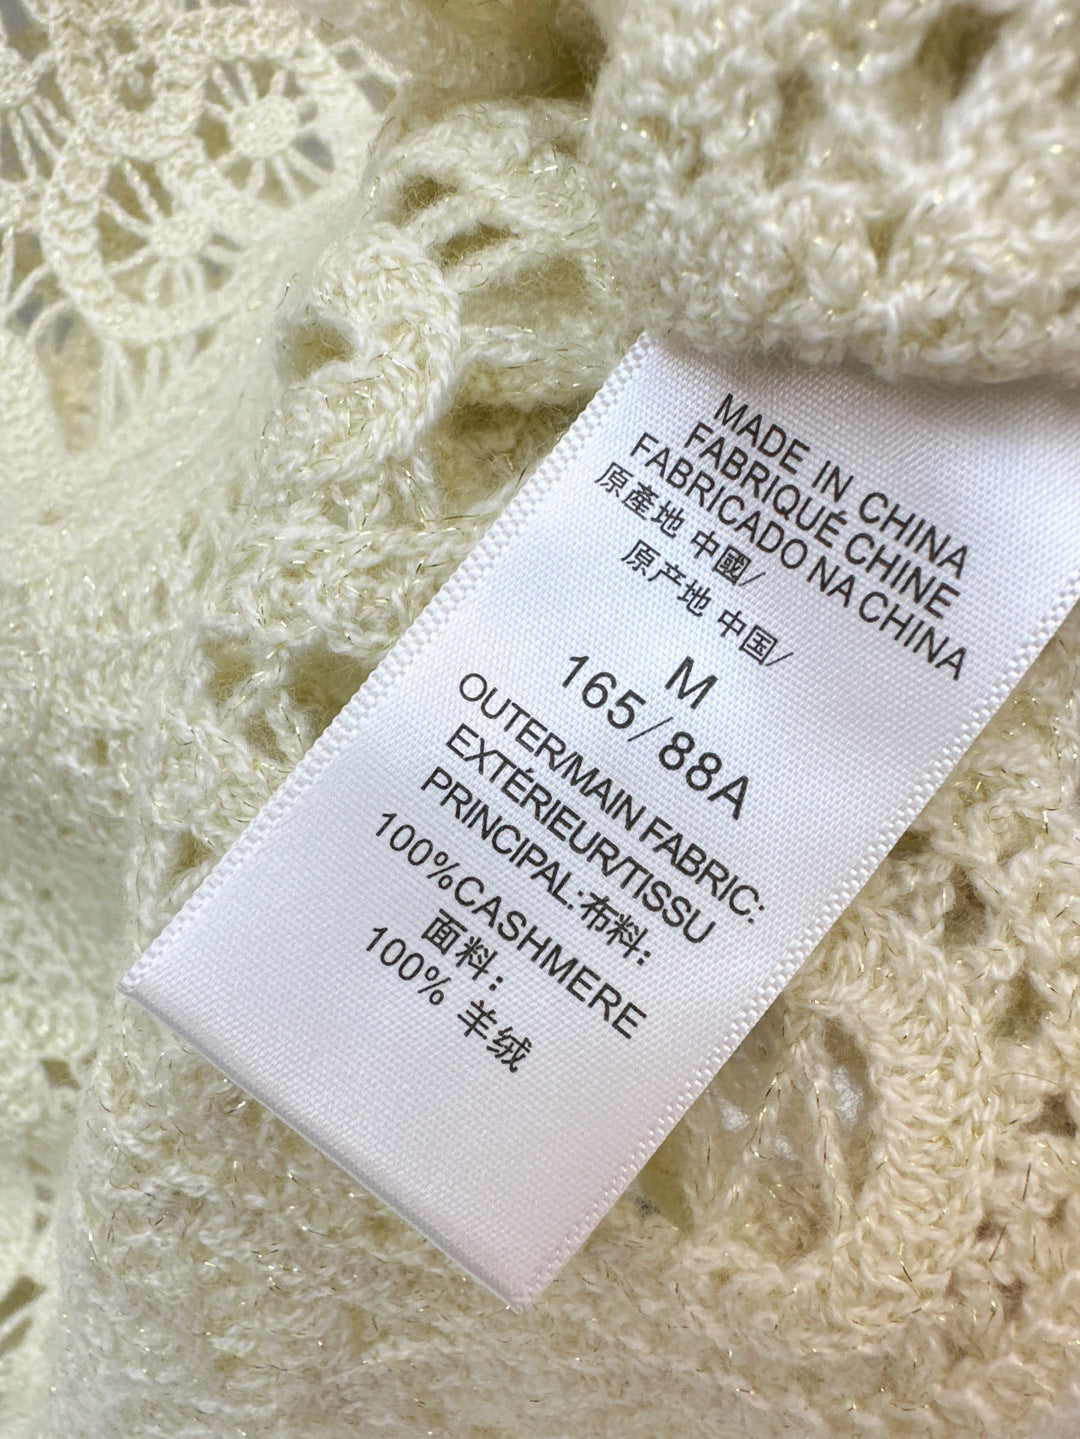 MADE IN CHINA
FABRIQUÉ CHINE
FABRICADO NA CHINA
原產地 中國/
原产地 中国/
M
165/88A
OUTER/MAIN FABRIC:
EXTÉRIEUR/TISSU
PRINCIPAL:布料:
100%CASHMERE
面料:
100% 羊绒